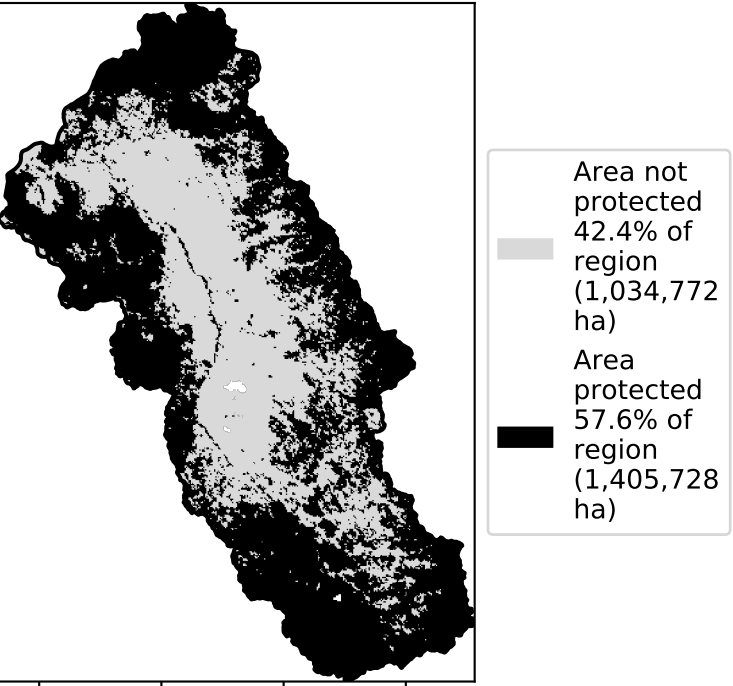 Area not
protected
42.4% of
region
(1,034,772
ha)
Area
protected
57.6% of
region
(1,405,728
ha)